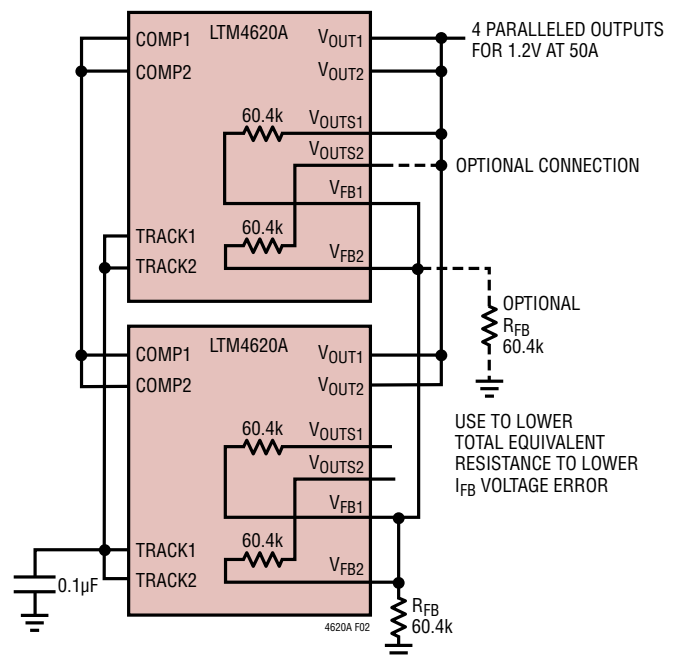 LTM4620A
COMP1
COMP2
VOUT1
VOUT2
4 PARALLELED OUTPUTS
FOR 1.2V AT 50A
60.4k
VOUTS1
VOUTS2
OPTIONAL CONNECTION
VFB1
60.4k
TRACK1
TRACK2
VFB2
OPTIONAL
RFB
60.4k
LTM4620A
COMP1
COMP2
VOUT1
VOUT2
USE TO LOWER
TOTAL EQUIVALENT
RESISTANCE TO LOWER
IFB VOLTAGE ERROR
60.4k
VOUTS1
VOUTS2
VFB1
60.4k
TRACK1
TRACK2
VFB2
0.1µF
RFB
60.4k
4620A F02